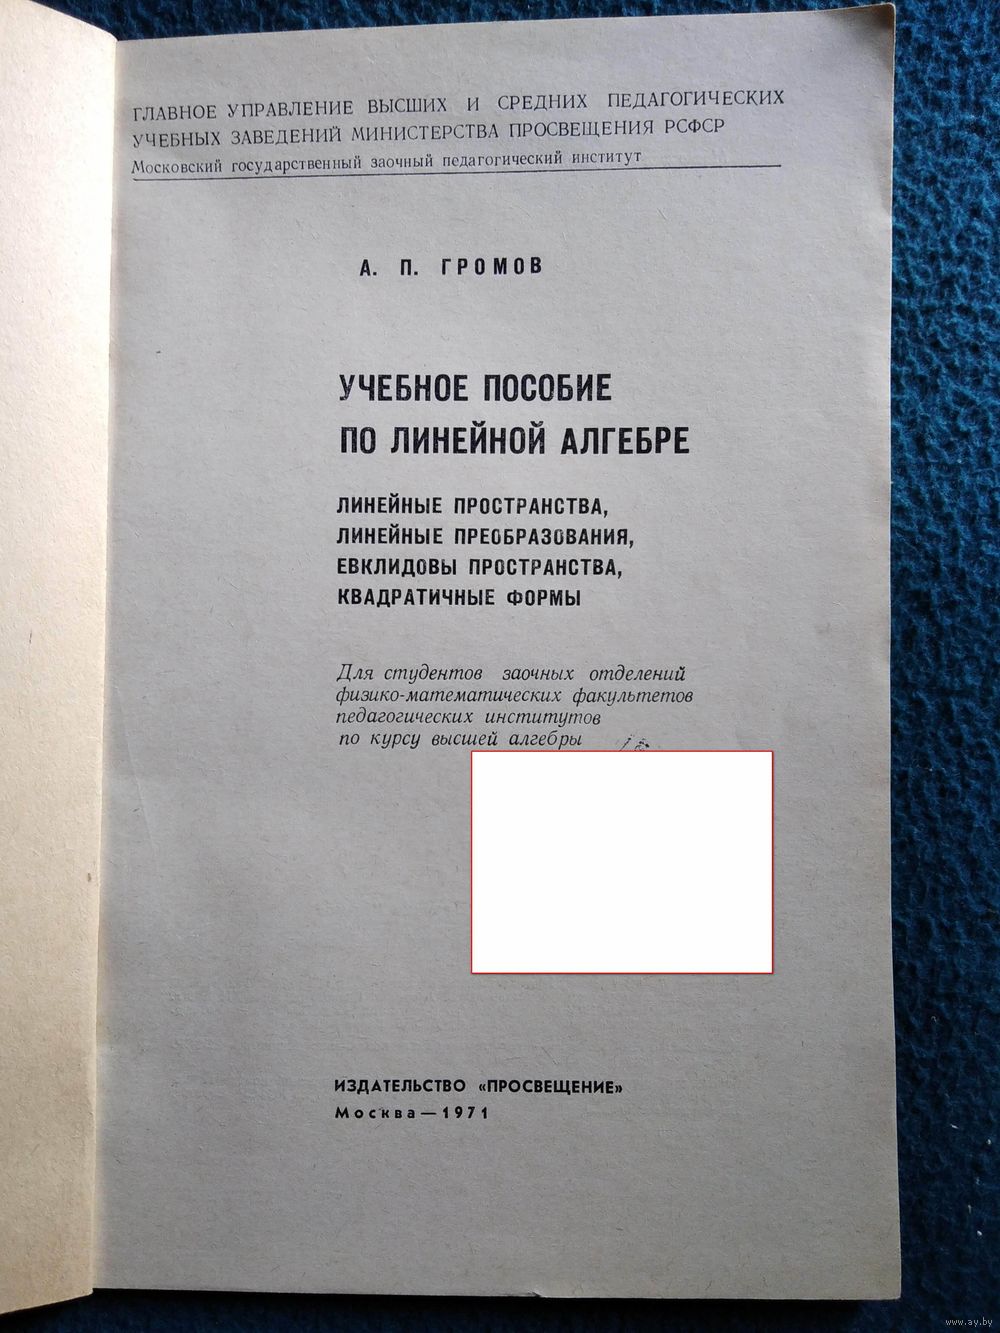 ГЛАВНОЕ УПРАВЛЕНИЕ ВЫСШИХ И СРЕДНИХ ПЕДАГОГИЧЕСКИХ
УЧЕБНЫХ ЗАВЕДЕНИЙ МИНИСТЕРСТВА ПРОСВЕЩЕНИЯ РСФСР
Московский государственный заочный педагогический институт
А. П. ГРОМОВ
УЧЕБНОЕ ПОСОБИЕ
ПО ЛИНЕЙНОЙ АЛГЕБРЕ
ЛИНЕЙНЫЕ ПРОСТРАНСТВА,
ЛИНЕЙНЫЕ ПРЕОБРАЗОВАНИЯ,
ЕВКЛИДОВЫ ПРОСТРАНСТВА,
КВАДРАТИЧНЫЕ ФОРМЫ
Для студентов заочных отделений
физико-математических факультетов
педагогических институтов
по курсу высшей алгебры
ИЗДАТЕЛЬСТВО «ПРОСВЕЩЕНИЕ»
Москва — 1971
www.ay.by